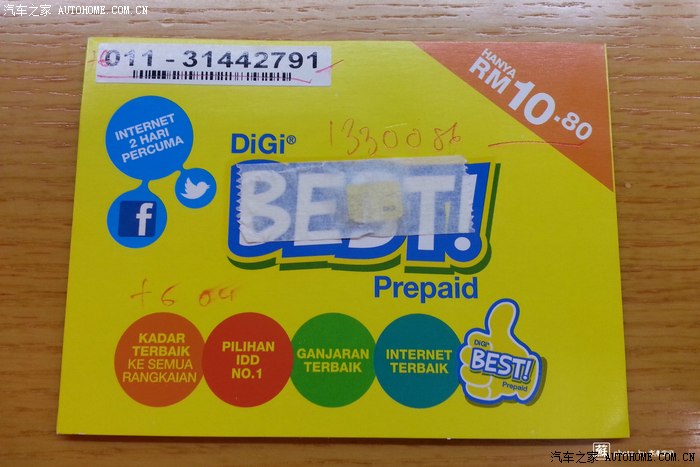 汽车之家 AUTOHOME.COM.CN
011 - 31442791
HANYA
RM10.80
INTERNET
2 HARI
PERCUMA
f
DiGi®
1330086
BEST!
Prepaid
KADAR
TERBAIK
KE SEMUA
RANGKAIAN
PILIHAN
IDD
NO.1
GANJARAN
TERBAIK
INTERNET
TERBAIK
DiGi
BEST!
Prepaid
汽车之家 AUTOHOME.COM.CN